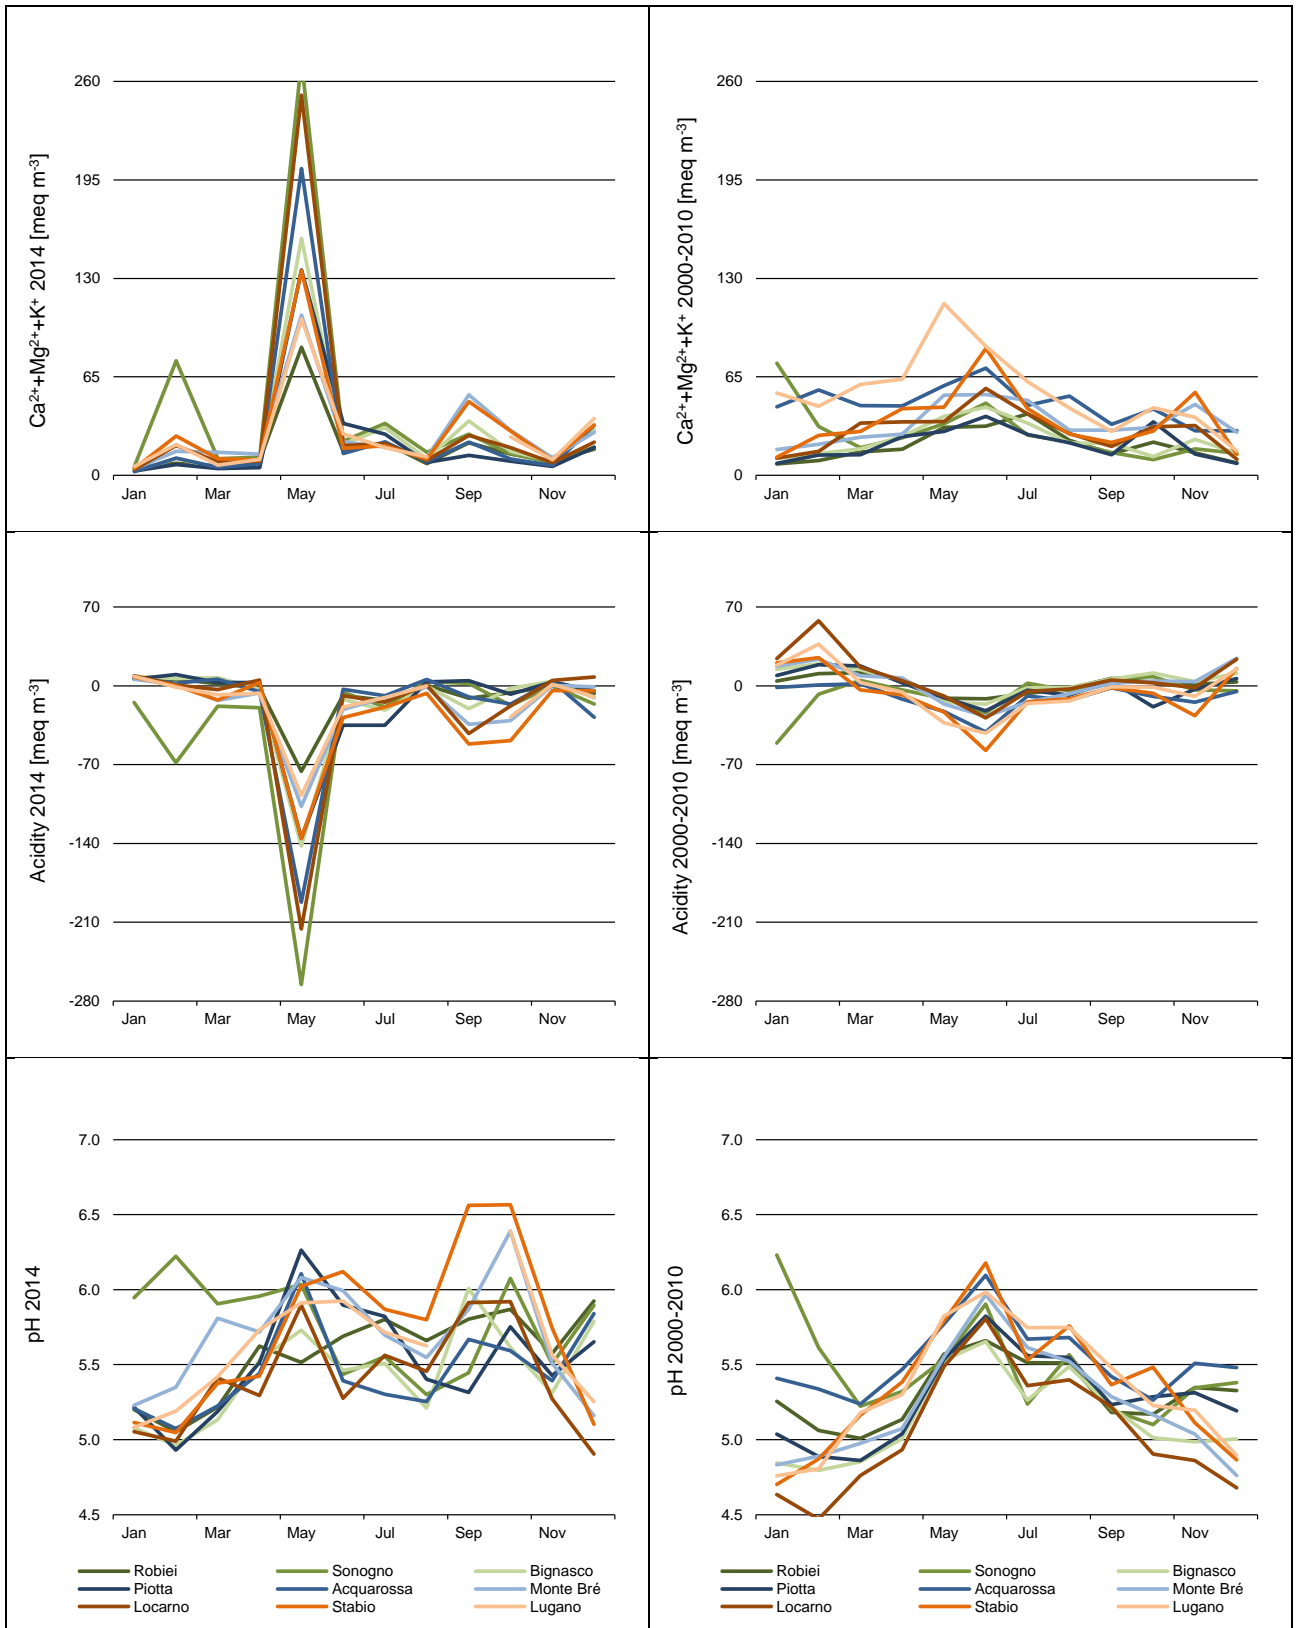 Ca²⁺+Mg²⁺+K⁺ 2014 [meq m⁻³]
260
195
130
65
0
Jan Mar May Jul Sep Nov
Ca²⁺+Mg²⁺+K⁺ 2000-2010 [meq m⁻³]
260
195
130
65
0
Jan Mar May Jul Sep Nov
Acidity 2014 [meq m⁻³]
70
0
-70
-140
-210
-280
Jan Mar May Jul Sep Nov
Acidity 2000-2010 [meq m⁻³]
70
0
-70
-140
-210
-280
Jan Mar May Jul Sep Nov
pH 2014
7.0
6.5
6.0
5.5
5.0
4.5
Jan Mar May Jul Sep Nov
Robiei Sonogno Bignasco
Piotta Acquarossa Monte Bré
Locarno Stabio Lugano
pH 2000-2010
7.0
6.5
6.0
5.5
5.0
4.5
Jan Mar May Jul Sep Nov
Robiei Sonogno Bignasco
Piotta Acquarossa Monte Bré
Locarno Stabio Lugano